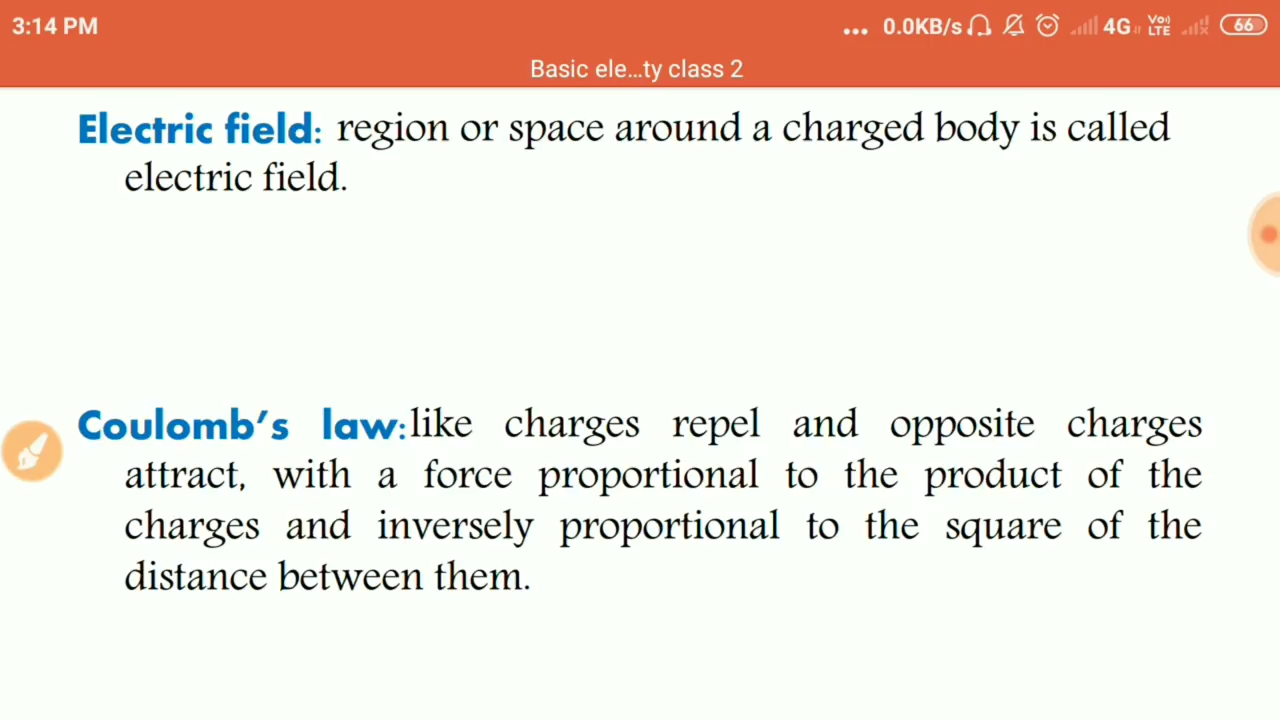 3:14 PM ... 0.0KB/s 4G Vo) LTE 66
Basic ele...ty class 2
Electric field: region or space around a charged body is called
electric field.
Coulomb's law:like charges repel and opposite charges
attract, with a force proportional to the product of the
charges and inversely proportional to the square of the
distance between them.